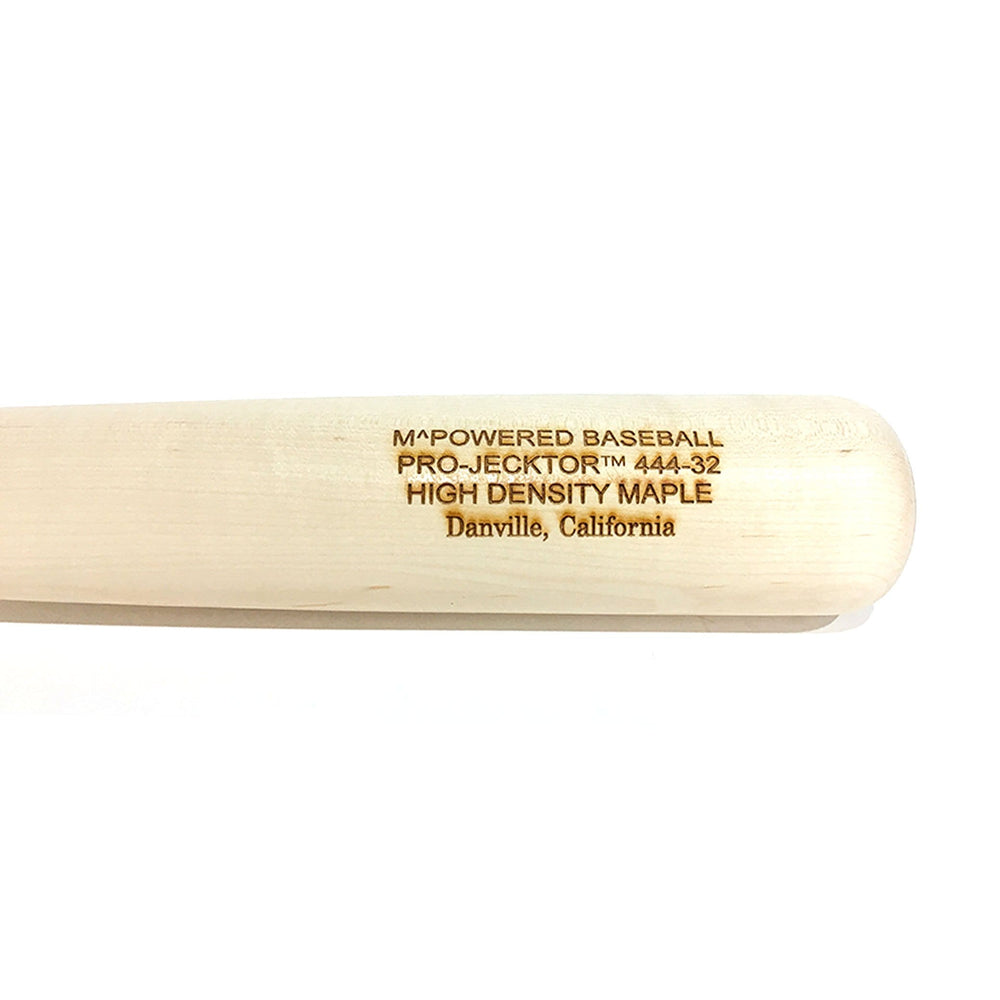 M^POWERED BASEBALL
PRO-JECKTOR™ 444-32
HIGH DENSITY MAPLE
Danville, California